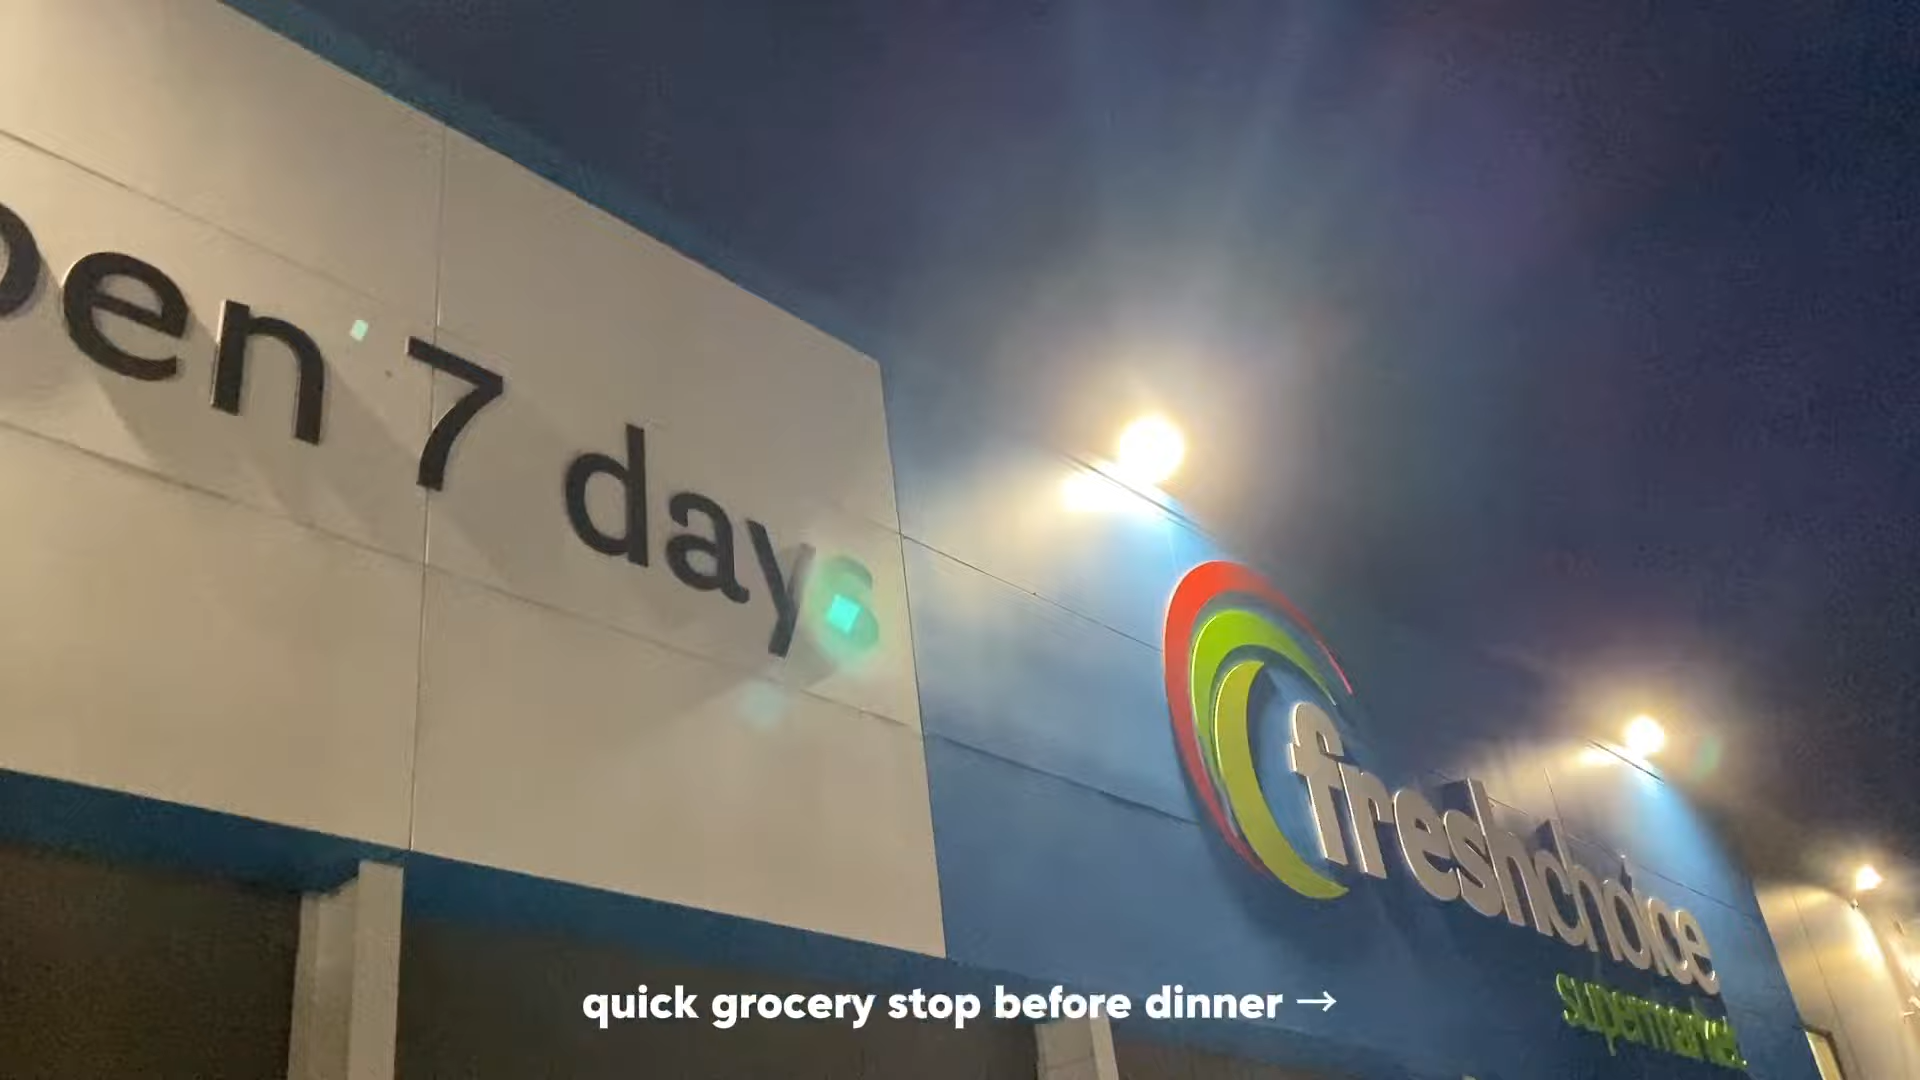 pen 7 days
freshchoice
supermarket
quick grocery stop before dinner →